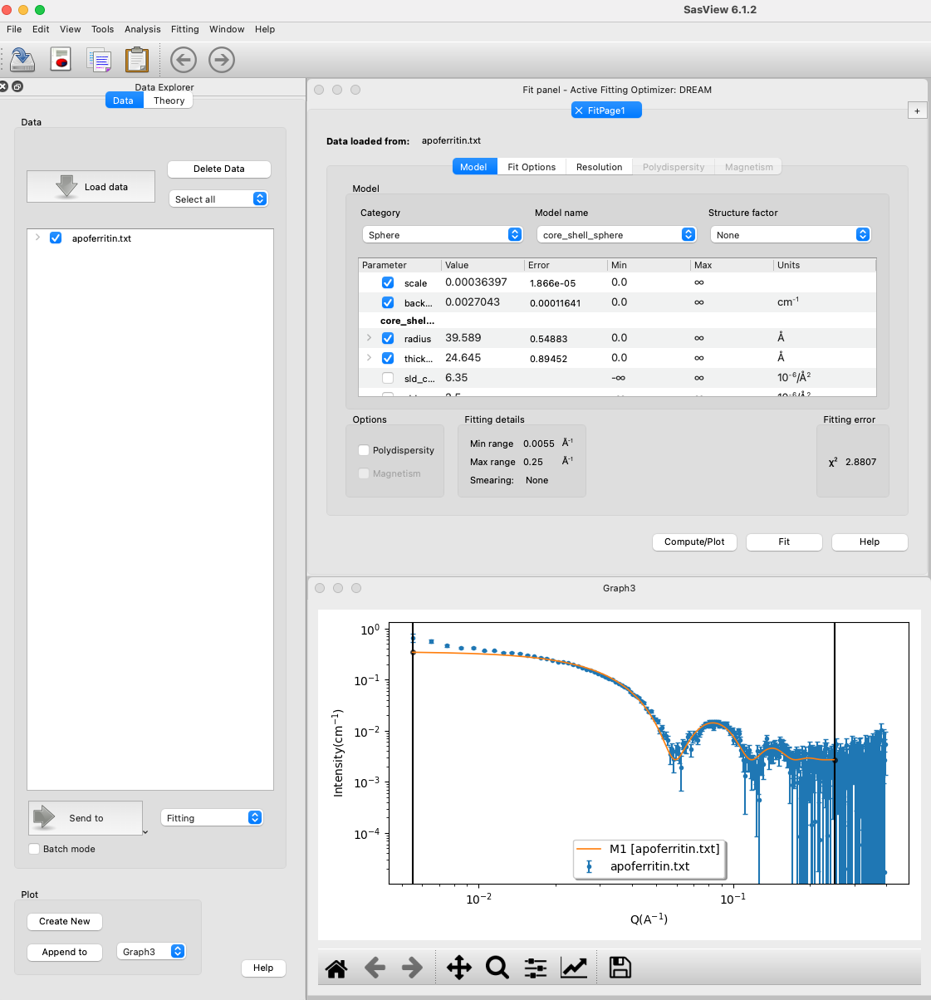 SasView 6.1.2
File Edit View Tools Analysis Fitting Window Help
Data Explorer
Data Theory
Data
Load data
Delete Data
Select all
apoferritin.txt
Send to
Fitting
Batch mode
Plot
Create New
Append to
Graph3
Help
Fit panel - Active Fitting Optimizer: DREAM
FitPage1
+
Data loaded from: apoferritin.txt
Model Fit Options Resolution Polydispersity Magnetism
Model
Category Model name Structure factor
Sphere core_shell_sphere None
Parameter Value Error Min Max Units
scale 0.00036397 1.866e-05 0.0 ∞
back... 0.0027043 0.00011641 0.0 ∞ cm⁻¹
core_shel...
radius 39.589 0.54883 0.0 ∞ Å
thick... 24.645 0.89452 0.0 ∞ Å
sld_c... 6.35 -∞ ∞ 10⁻⁶/Å²
Options Fitting details Fitting error
Polydispersity
Magnetism
Min range 0.0055 Å⁻¹
Max range 0.25 Å⁻¹
Smearing: None
χ² 2.8807
Compute/Plot Fit Help
Graph3
10⁰
10⁻¹
10⁻²
10⁻³
10⁻⁴
Intensity(cm⁻¹)
M1 [apoferritin.txt]
apoferritin.txt
10⁻² 10⁻¹
Q(A⁻¹)